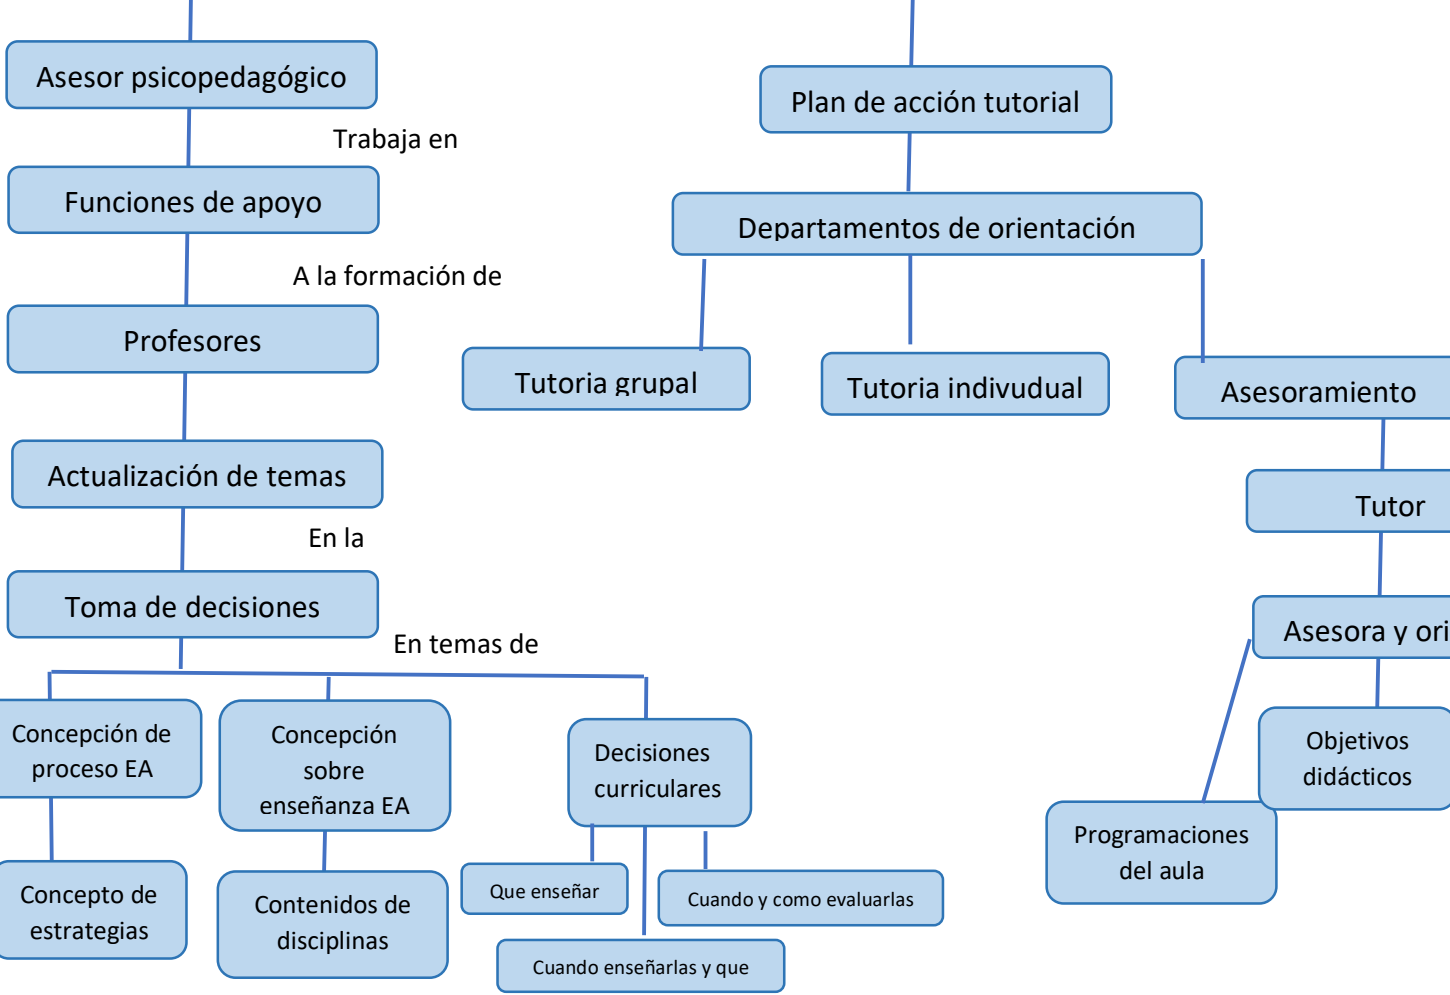 Asesor psicopedagógico
Trabaja en
Funciones de apoyo
A la formación de
Profesores
Actualización de temas
En la
Toma de decisiones
En temas de
Concepción de
proceso EA
Concepción
sobre
enseñanza EA
Decisiones
curriculares
Concepto de
estrategias
Contenidos de
disciplinas
Que enseñar
Cuando y como evaluarlas
Cuando enseñarlas y que
Plan de acción tutorial
Departamentos de orientación
Tutoria grupal
Tutoria indivudual
Asesoramiento
Tutor
Asesora y ori
Objetivos
didácticos
Programaciones
del aula